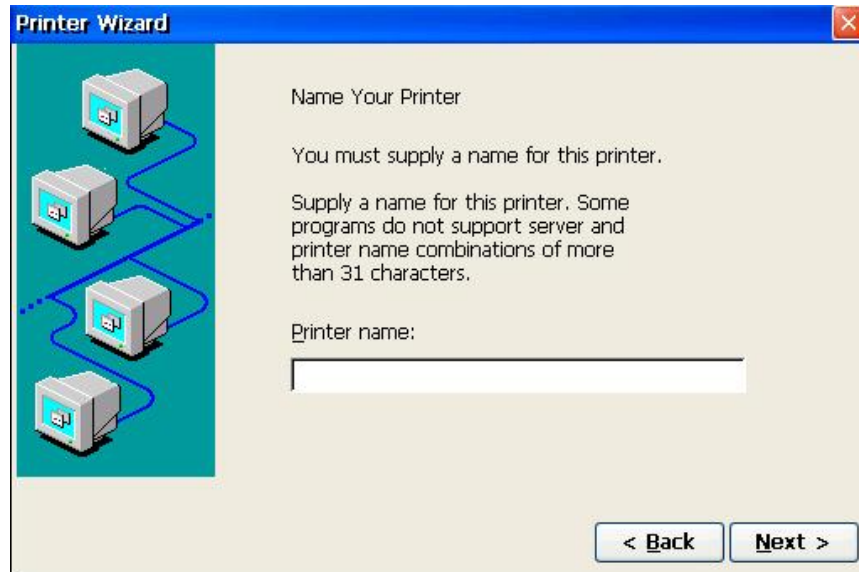 Printer Wizard
Name Your Printer
You must supply a name for this printer.
Supply a name for this printer. Some
programs do not support server and
printer name combinations of more
than 31 characters.
Printer name:
< Back
Next >